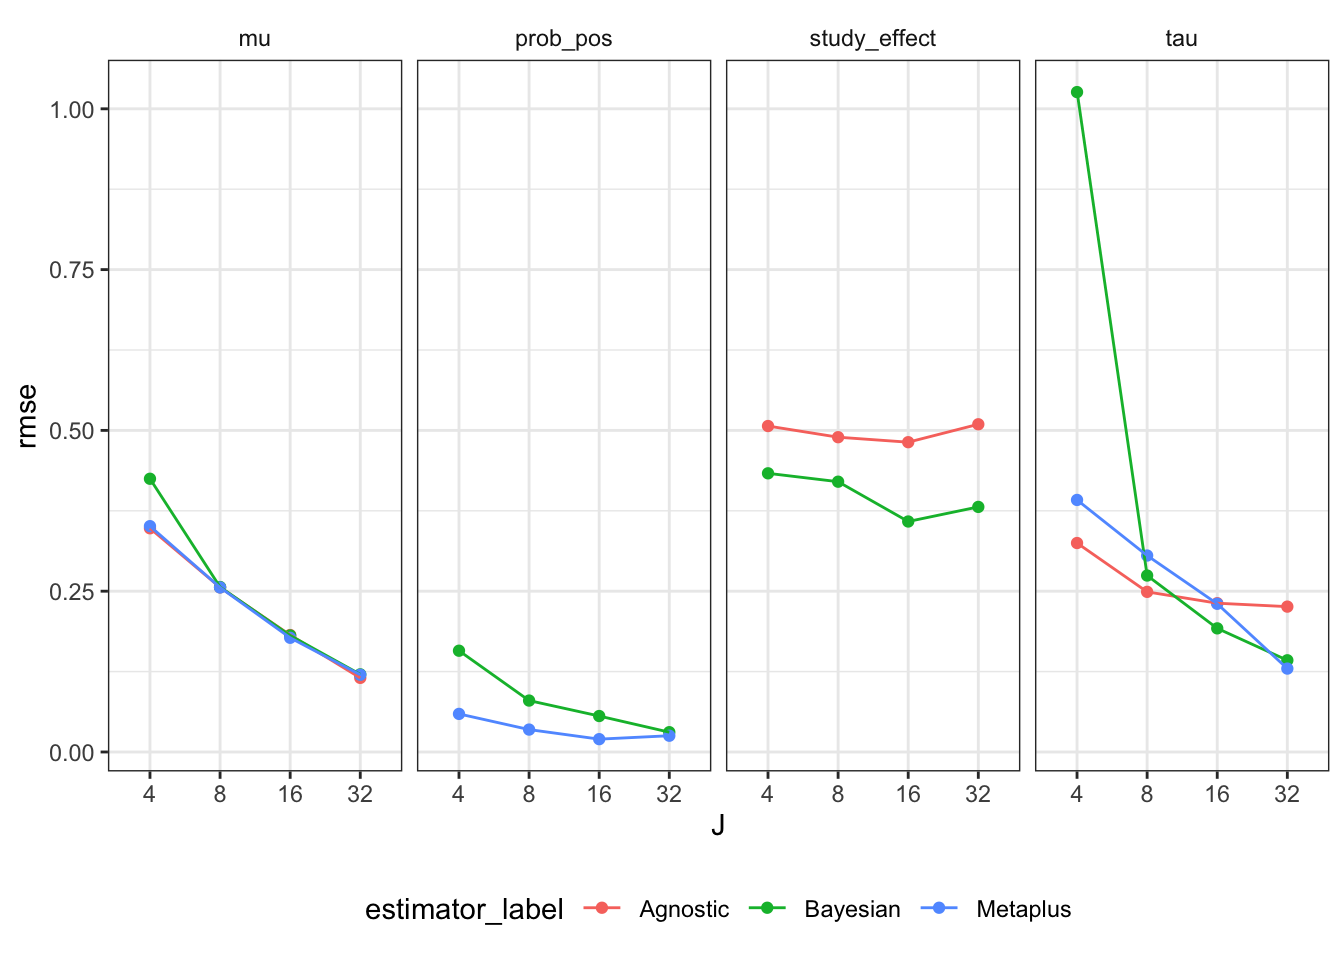 mu prob_pos study_effect tau
1.00
0.75
0.50
0.25
0.00
rmse
4 8 16 32 4 8 16 32 4 8 16 32 4 8 16 32
J
estimator_label Agnostic Bayesian Metaplus